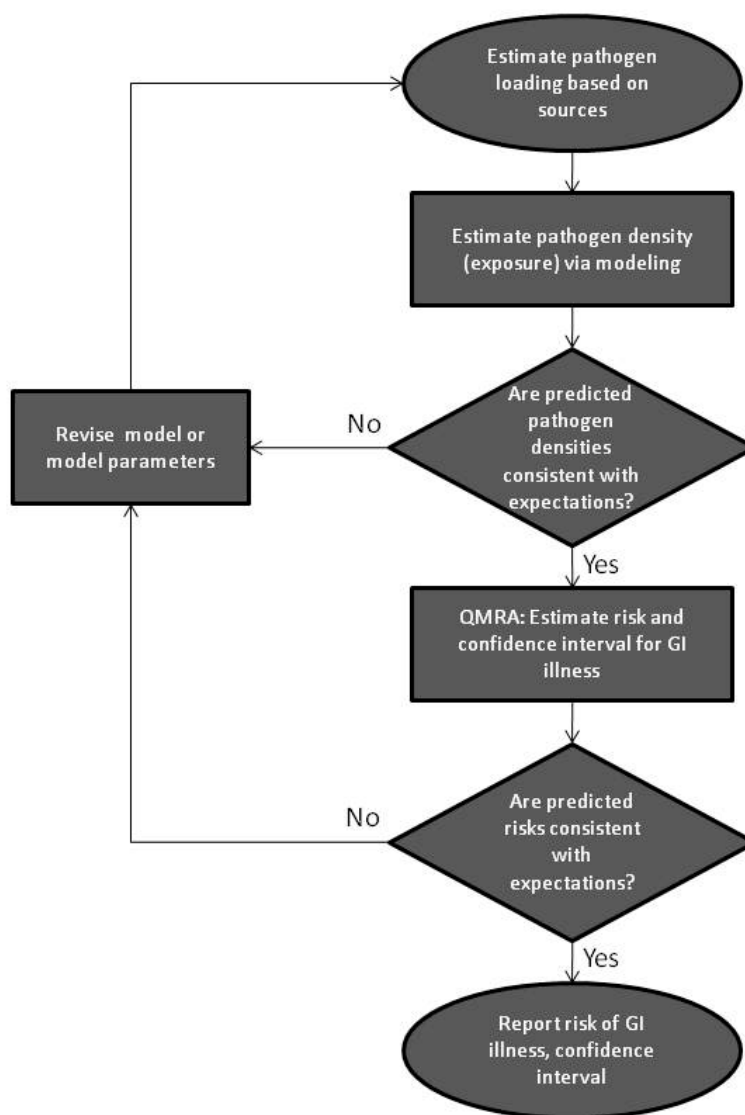 Estimate pathogen
loading based on
sources
Estimate pathogen density
(exposure) via modeling
Are predicted
pathogen
densities
consistent with
expectations?
No
Revise model or
model parameters
Yes
QMRA: Estimate risk and
confidence interval for GI
illness
Are predicted
risks consistent
with
expectations?
No
Yes
Report risk of GI
illness, confidence
interval